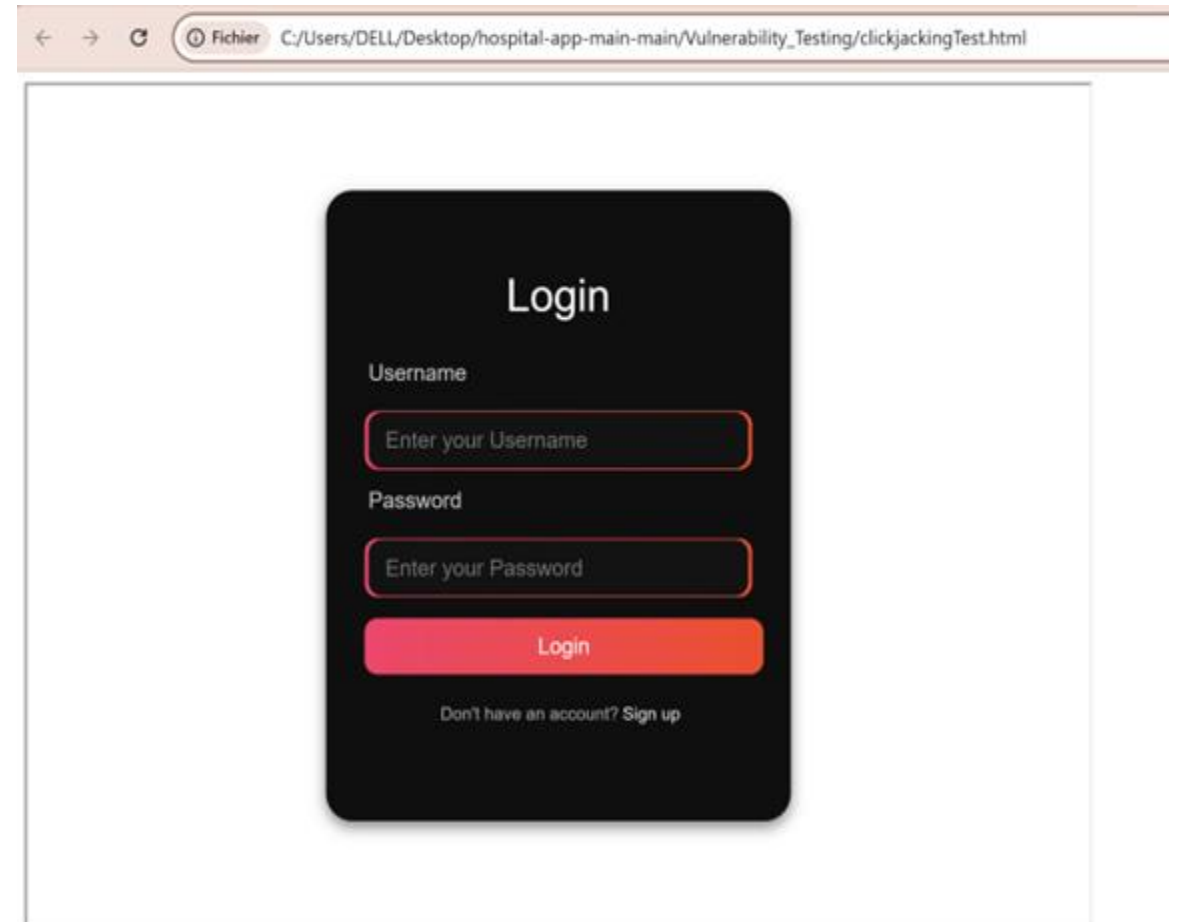 Fichier C:/Users/DELL/Desktop/hospital-app-main-main/Vulnerability_Testing/clickjackingTest.html
Login
Username
Enter your Username
Password
Enter your Password
Login
Don't have an account? Sign up